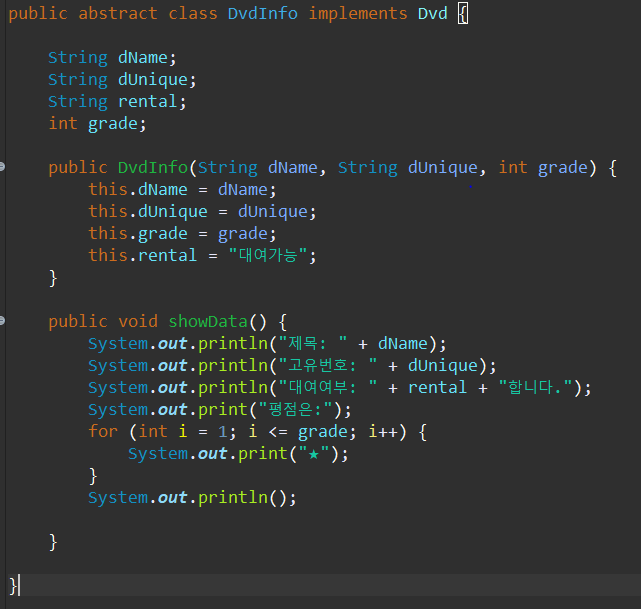 public abstract class DvdInfo implements Dvd {
String dName;
String dUnique;
String rental;
int grade;
public DvdInfo(String dName, String dUnique, int grade) {
this.dName = dName;
this.dUnique = dUnique;
this.grade = grade;
this.rental = "대여가능";
}
public void showData() {
System.out.println("제목: " + dName);
System.out.println("고유번호: " + dUnique);
System.out.println("대여여부: " + rental + "합니다.");
System.out.print("평점은:");
for (int i = 1; i <= grade; i++) {
System.out.print("★");
}
System.out.println();
}
}